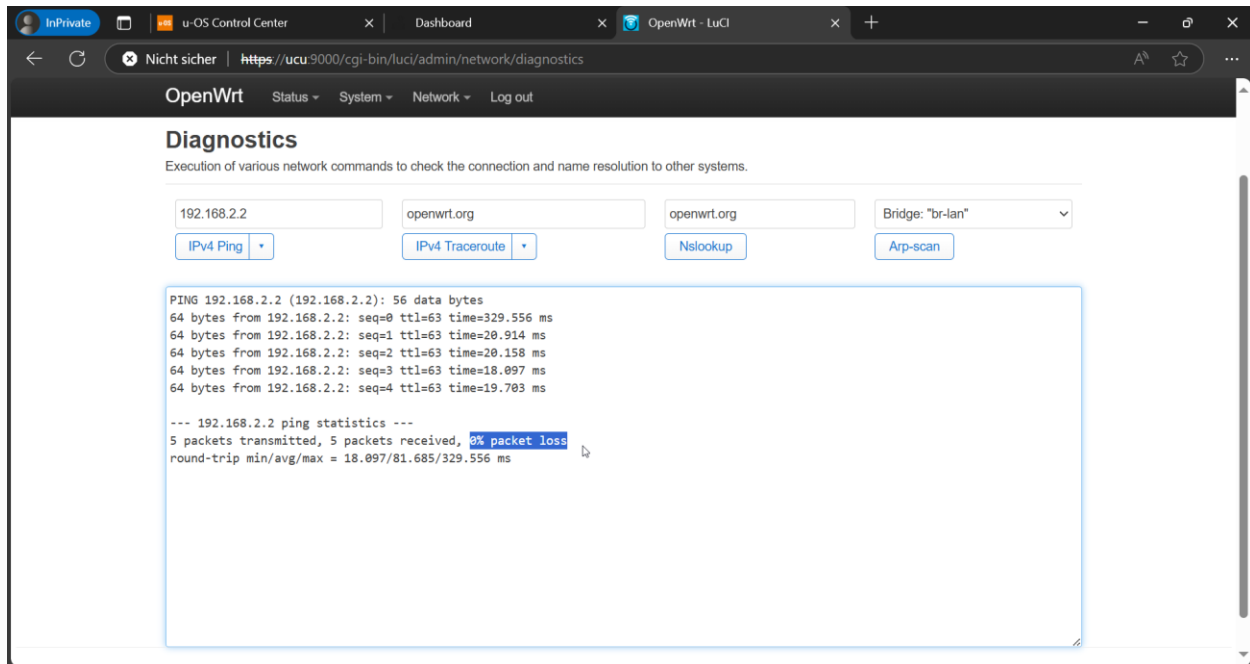 InPrivate u-OS Control Center Dashboard OpenWrt - LuCI
Nicht sicher https://ucu:9000/cgi-bin/luci/admin/network/diagnostics
OpenWrt Status System Network Log out
Diagnostics
Execution of various network commands to check the connection and name resolution to other systems.
192.168.2.2 openwrt.org openwrt.org Bridge: "br-lan"
IPv4 Ping IPv4 Traceroute Nslookup Arp-scan
PING 192.168.2.2 (192.168.2.2): 56 data bytes
64 bytes from 192.168.2.2: seq=0 ttl=63 time=329.556 ms
64 bytes from 192.168.2.2: seq=1 ttl=63 time=20.914 ms
64 bytes from 192.168.2.2: seq=2 ttl=63 time=20.158 ms
64 bytes from 192.168.2.2: seq=3 ttl=63 time=18.097 ms
64 bytes from 192.168.2.2: seq=4 ttl=63 time=19.703 ms
--- 192.168.2.2 ping statistics ---
5 packets transmitted, 5 packets received, 0% packet loss
round-trip min/avg/max = 18.097/81.685/329.556 ms